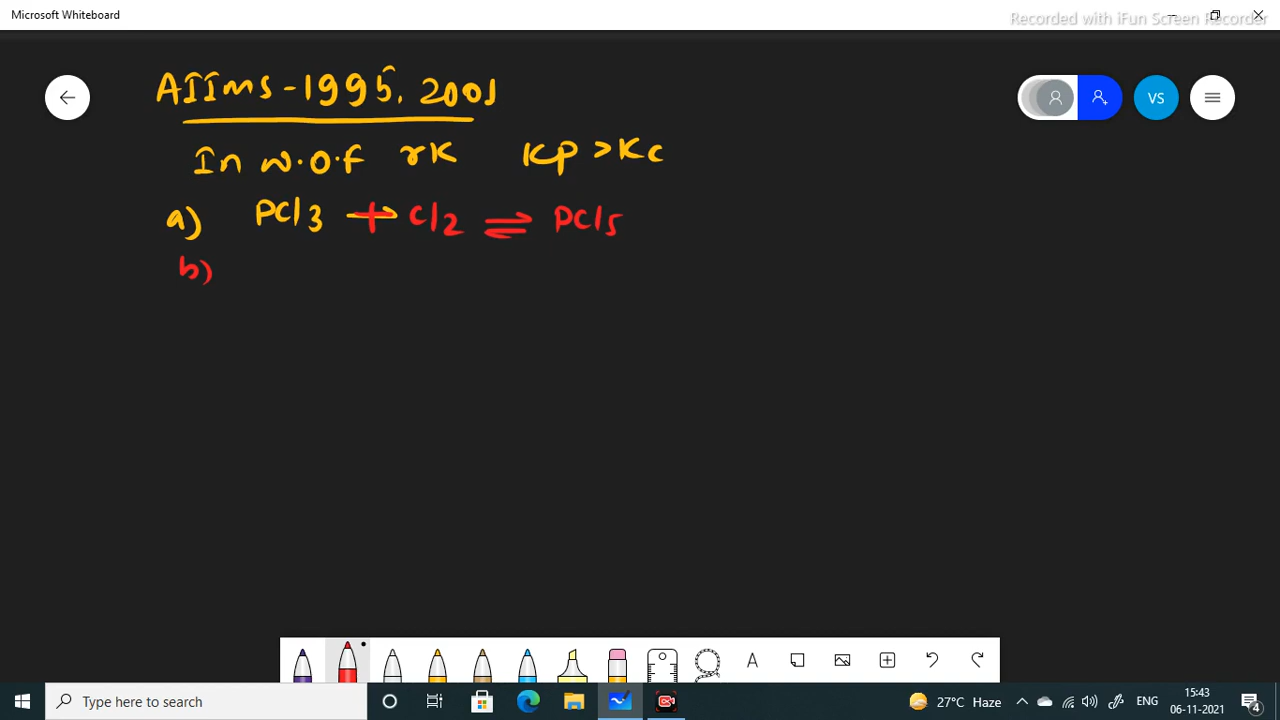 Microsoft Whiteboard
Recorded with iFun Screen Recorder
AIIMS - 1995, 2001
In w.o.f rK Kp > Kc
a) PCl3 + Cl2 ⇌ PCl5
b)
VS
A
Type here to search
27°C Haze
ENG
15:43
06-11-2021
4